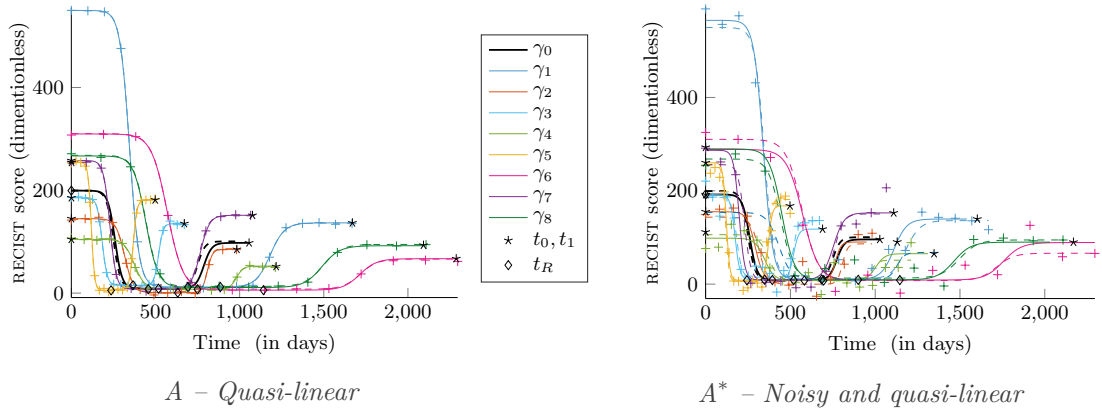 RECIST score (dimentionless)
400
200
0
0
500
1,000
1,500
2,000
Time (in days)
A – Quasi-linear
γ0
γ1
γ2
γ3
γ4
γ5
γ6
γ7
γ8
t0, t1
tR
RECIST score (dimentionless)
400
200
0
0
500
1,000
1,500
2,000
Time (in days)
A* – Noisy and quasi-linear